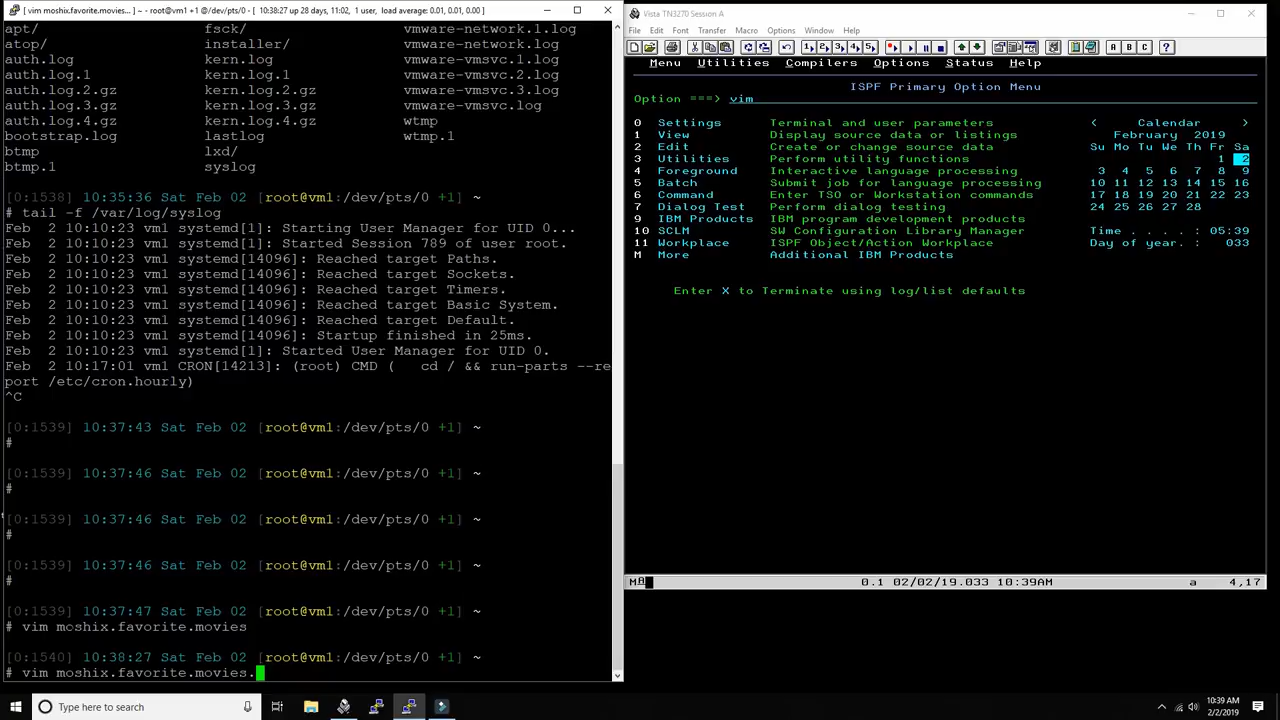 [ vim moshix.favorite.movies... ] ~ - root@vm1 +1 @ /dev/pts/0 - [ 10:38:27 up 28 days, 11:02, 1 user, load average: 0.01, 0.01, 0.00 ]
apt/ fsck/ vmware-network.1.log
atop/ installer/ vmware-network.log
auth.log kern.log vmware-vmsvc.1.log
auth.log.1 kern.log.1 vmware-vmsvc.2.log
auth.log.2.gz kern.log.2.gz vmware-vmsvc.3.log
auth.log.3.gz kern.log.3.gz vmware-vmsvc.log
auth.log.4.gz kern.log.4.gz wtmp
bootstrap.log lastlog wtmp.1
btmp lxd/
btmp.1 syslog
[0:1538] 10:35:36 Sat Feb 02 [root@vm1:/dev/pts/0 +1] ~
# tail -f /var/log/syslog
Feb 2 10:10:23 vm1 systemd[1]: Starting User Manager for UID 0...
Feb 2 10:10:23 vm1 systemd[1]: Started Session 789 of user root.
Feb 2 10:10:23 vm1 systemd[14096]: Reached target Paths.
Feb 2 10:10:23 vm1 systemd[14096]: Reached target Sockets.
Feb 2 10:10:23 vm1 systemd[14096]: Reached target Timers.
Feb 2 10:10:23 vm1 systemd[14096]: Reached target Basic System.
Feb 2 10:10:23 vm1 systemd[14096]: Reached target Default.
Feb 2 10:10:23 vm1 systemd[14096]: Startup finished in 25ms.
Feb 2 10:10:23 vm1 systemd[1]: Started User Manager for UID 0.
Feb 2 10:17:01 vm1 CRON[14213]: (root) CMD ( cd / && run-parts --re
port /etc/cron.hourly)
^C
[0:1539] 10:37:43 Sat Feb 02 [root@vm1:/dev/pts/0 +1] ~
#
[0:1539] 10:37:46 Sat Feb 02 [root@vm1:/dev/pts/0 +1] ~
#
[0:1539] 10:37:46 Sat Feb 02 [root@vm1:/dev/pts/0 +1] ~
#
[0:1539] 10:37:46 Sat Feb 02 [root@vm1:/dev/pts/0 +1] ~
#
[0:1539] 10:37:47 Sat Feb 02 [root@vm1:/dev/pts/0 +1] ~
# vim moshix.favorite.movies
[0:1540] 10:38:27 Sat Feb 02 [root@vm1:/dev/pts/0 +1] ~
# vim moshix.favorite.movies.
Vista TN3270 Session A
File Edit Font Transfer Macro Options Window Help
1 2 3 4 5 A B C ?
Menu Utilities Compilers Options Status Help
ISPF Primary Option Menu
Option ===> vim
0 Settings Terminal and user parameters < Calendar >
1 View Display source data or listings February 2019
2 Edit Create or change source data Su Mo Tu We Th Fr Sa
3 Utilities Perform utility functions 1 2
4 Foreground Interactive language processing 3 4 5 6 7 8 9
5 Batch Submit job for language processing 10 11 12 13 14 15 16
6 Command Enter TSO or Workstation commands 17 18 19 20 21 22 23
7 Dialog Test Perform dialog testing 24 25 26 27 28
9 IBM Products IBM program development products
10 SCLM SW Configuration Library Manager Time . . . . : 05:39
11 Workplace ISPF Object/Action Workplace Day of year. : 033
M More Additional IBM Products
Enter X to Terminate using log/list defaults
MA 0.1 02/02/19.033 10:39AM a 4,17
Type here to search
10:39 AM
2/2/2019